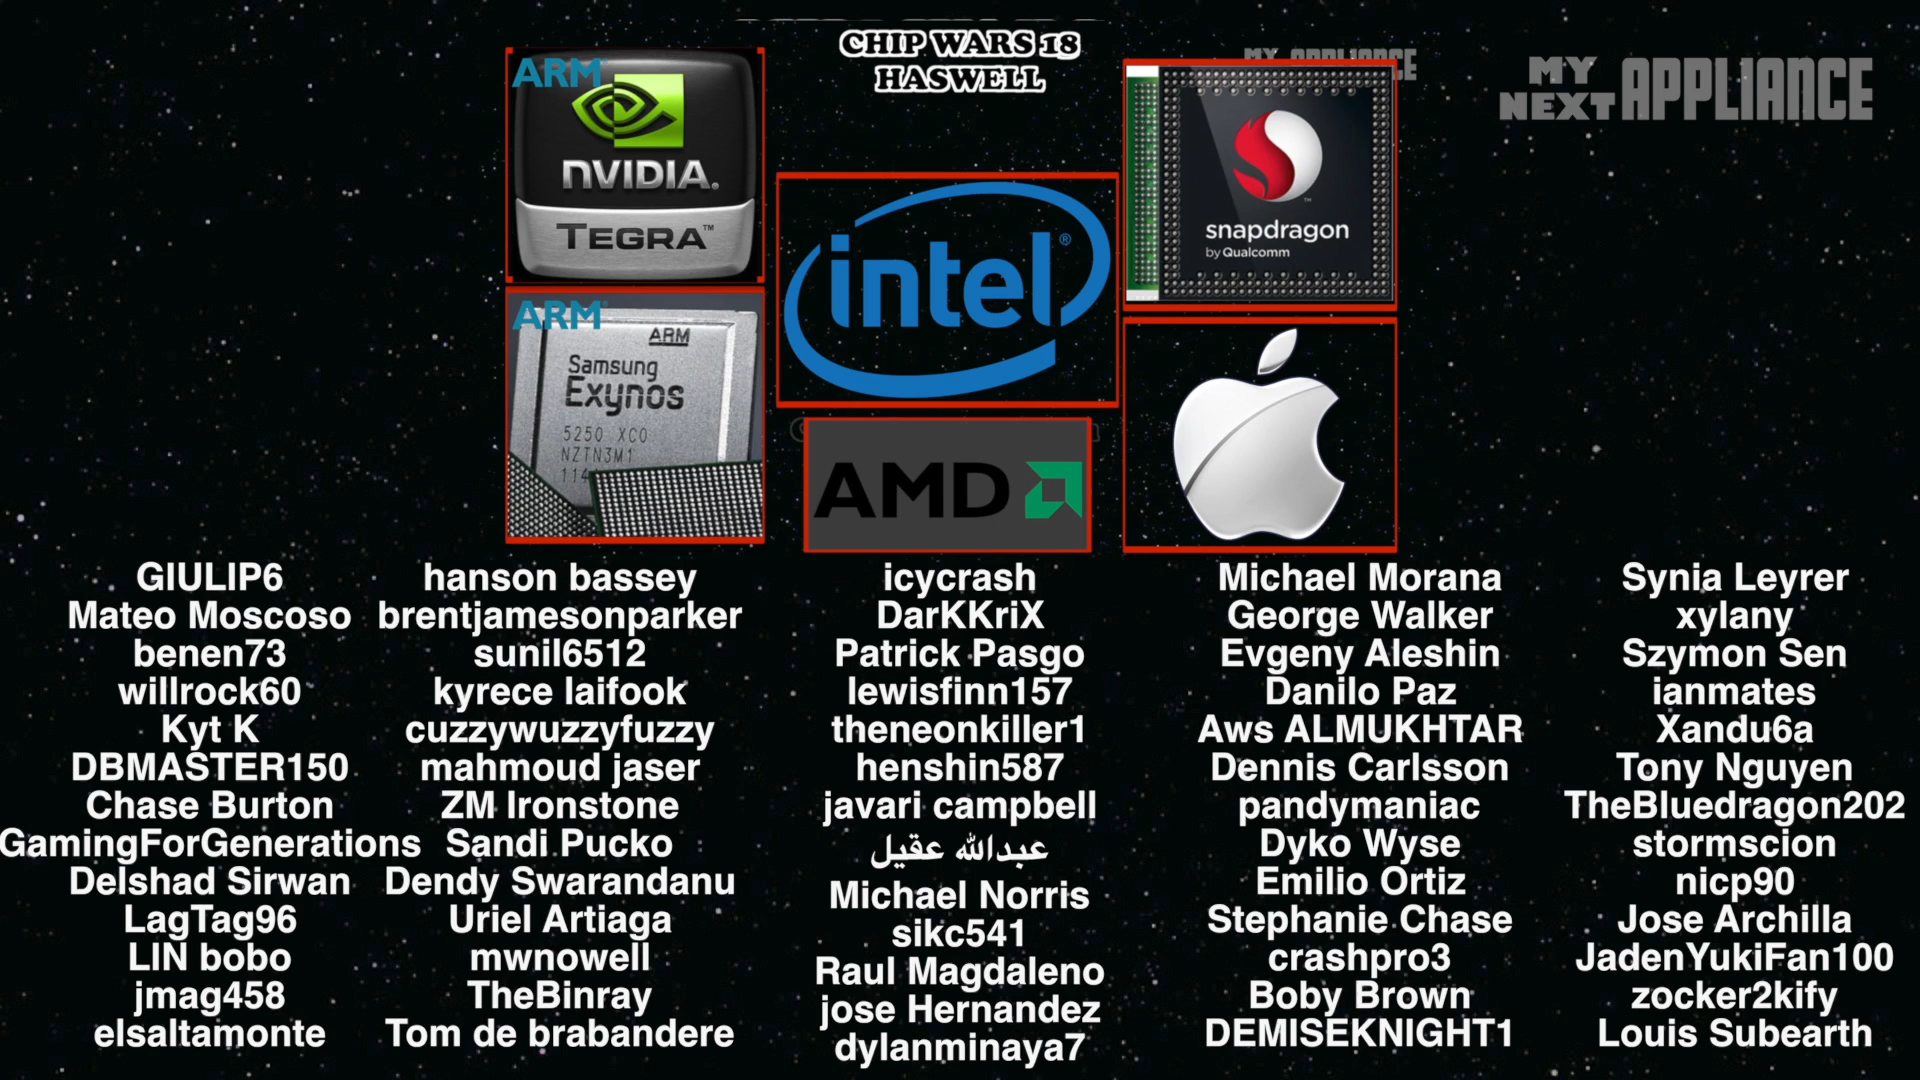 CHIP WARS 18
HASWELL
MY NEXT APPLIANCE
ARM
NVIDIA.
TEGRA™
intel®
snapdragon™
by Qualcomm
ARM
ARM
Samsung
Exynos
5250 XC0
NZTN3M1
AMD
GIULIP6
Mateo Moscoso
benen73
willrock60
Kyt K
DBMASTER150
Chase Burton
GamingForGenerations
Delshad Sirwan
LagTag96
LIN bobo
jmag458
elsaltamonte
hanson bassey
brentjamesonparker
sunil6512
kyrece laifook
cuzzywuzzyfuzzy
mahmoud jaser
ZM Ironstone
Sandi Pucko
Dendy Swarandanu
Uriel Artiaga
mwnowell
TheBinray
Tom de brabandere
icycrash
DarKKriX
Patrick Pasgo
lewisfinn157
theneonkiller1
henshin587
javari campbell
عبدالله عقيل
Michael Norris
sikc541
Raul Magdaleno
jose Hernandez
dylanminaya7
Michael Morana
George Walker
Evgeny Aleshin
Danilo Paz
Aws ALMUKHTAR
Dennis Carlsson
pandymaniac
Dyko Wyse
Emilio Ortiz
Stephanie Chase
crashpro3
Boby Brown
DEMISEKNIGHT1
Synia Leyrer
xylany
Szymon Sen
ianmates
Xandu6a
Tony Nguyen
TheBluedragon202
stormscion
nicp90
Jose Archilla
JadenYukiFan100
zocker2kify
Louis Subearth